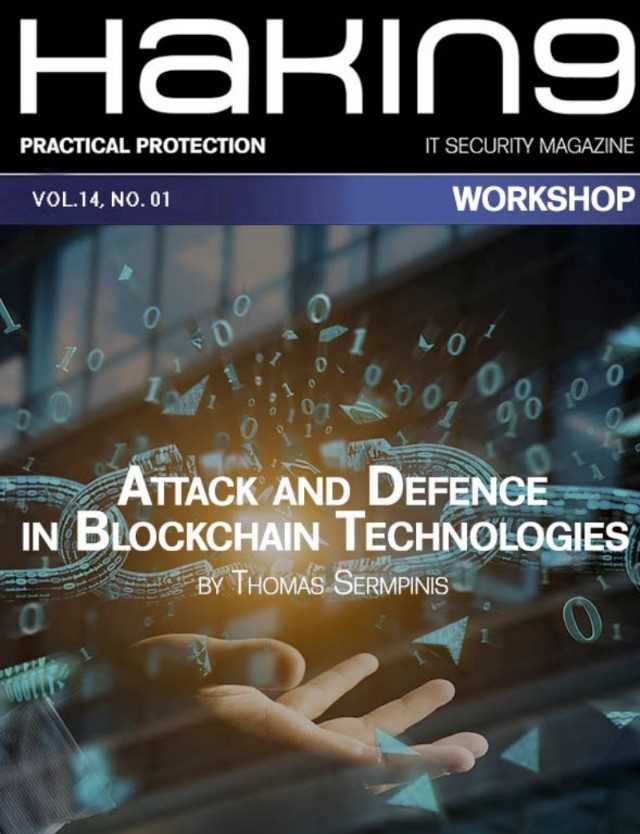 HaKIN9
PRACTICAL PROTECTION
IT SECURITY MAGAZINE
VOL.14, NO. 01
WORKSHOP
ATTACK AND DEFENCE
IN BLOCKCHAIN TECHNOLOGIES
BY THOMAS SERMPINIS